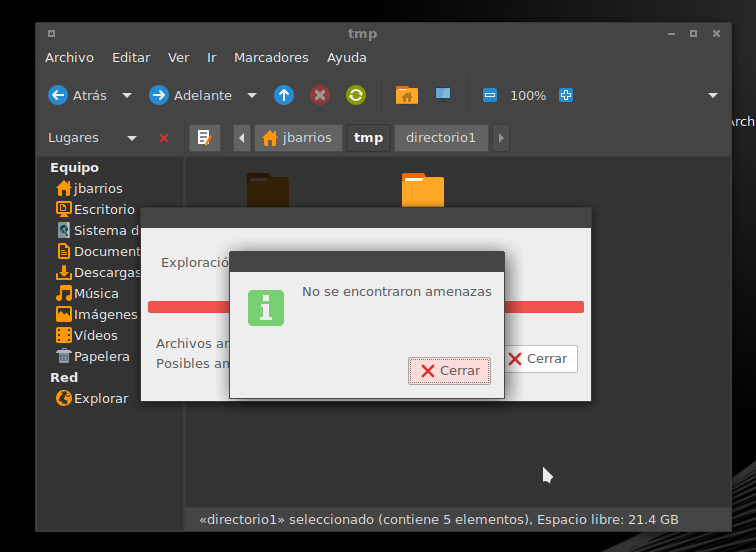 tmp
Archivo Editar Ver Ir Marcadores Ayuda
Atrás Adelante 100%
Lugares jbarrios tmp directorio1
Equipo
jbarrios
Escritorio
Sistema d
Document
Descargas
Música
Imágenes
Vídeos
Papelera
Red
Explorar
Exploració
No se encontraron amenazas
Archivos ar
Posibles am
Cerrar
Cerrar
«directorio1» seleccionado (contiene 5 elementos), Espacio libre: 21.4 GB
Arch